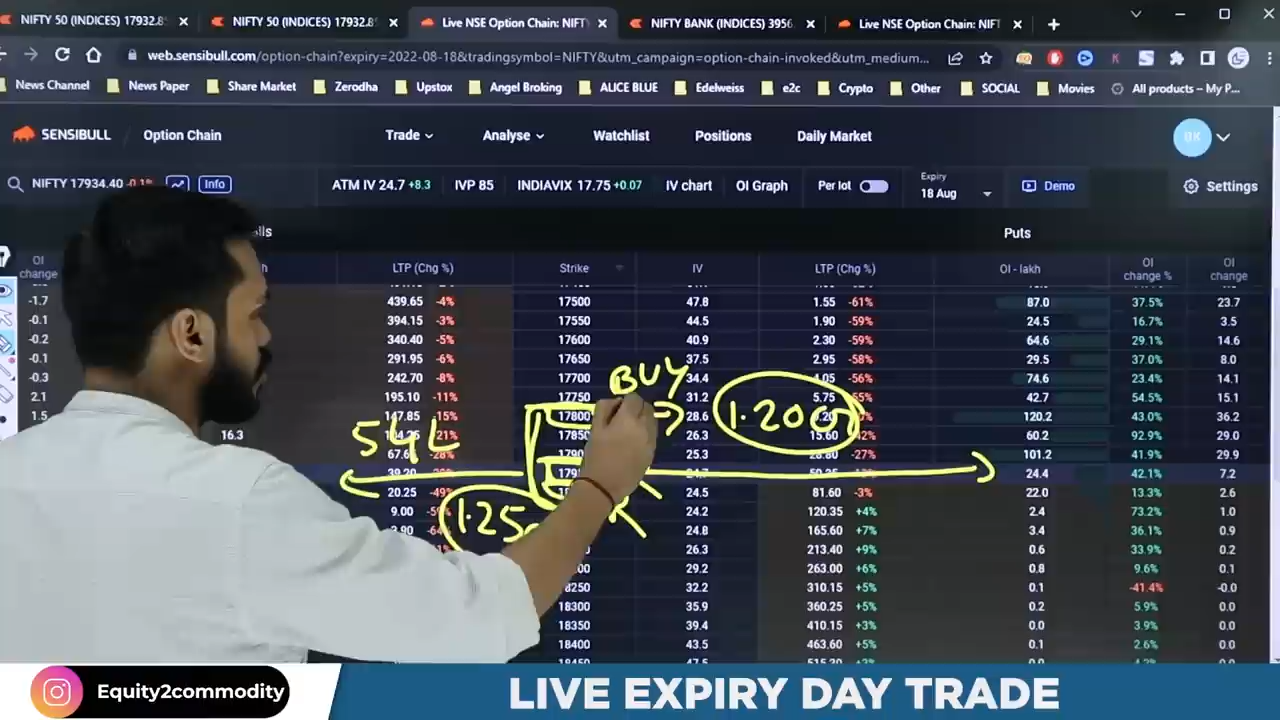 NIFTY 50 (INDICES) 17932.8 NIFTY 50 (INDICES) 17932.8 Live NSE Option Chain: NIFT NIFTY BANK (INDICES) 3956 Live NSE Option Chain: NIFT
web.sensibull.com/option-chain?expiry=2022-08-18&tradingsymbol=NIFTY&utm_campaign=option-chain-invoked&utm_medium...
News Channel News Paper Share Market Zerodha Upstox Angel Broking ALICE BLUE Edelweiss e2c Crypto Other SOCIAL Movies All products – My P...
SENSIBULL / Option Chain Trade Analyse Watchlist Positions Daily Market
NIFTY 17934.40 -0.1% Info ATM IV 24.7 +8.3 IVP 85 INDIAVIX 17.75 +0.07 IV chart OI Graph Per lot Expiry 18 Aug Demo Settings
Puts
OI change LTP (Chg %) Strike IV LTP (Chg %) OI - lakh OI change % OI change
-1.7 439.65 -4% 17500 47.8 1.55 -61% 87.0 37.5% 23.7
-0.1 394.15 -3% 17550 44.5 1.90 -59% 24.5 16.7% 3.5
-0.2 340.40 -5% 17600 40.9 2.30 -59% 64.6 29.1% 14.6
-0.1 291.95 -6% 17650 37.5 2.95 -58% 29.5 37.0% 8.0
-0.3 242.70 -8% 17700 34.4 4.05 -56% 74.6 23.4% 14.1
BUY
2.1 195.10 -11% 17750 31.2 5.75 42.7 54.5% 15.1
1.5 147.85 -15% 17800 28.6 120.2 43.0% 36.2
1.20cr
54L
16.3 -21% 17850 26.3 15.60 60.2 92.9% 29.0
67.6 -28% 25.3 -27% 101.2 41.9% 29.9
39.20 24.4 42.1% 7.2
20.25 -49% 24.5 81.60 -3% 22.0 13.3% 2.6
1.25
9.00 24.2 120.35 +4% 2.4 73.2% 1.0
24.8 165.60 +7% 3.4 36.1% 0.9
26.3 213.40 +9% 0.6 33.9% 0.2
29.2 263.00 +6% 0.8 9.6% 0.1
32.2 310.15 +5% 0.1 -41.4% -0.0
18300 35.9 360.25 +5% 0.2 5.9% 0.0
18350 39.4 410.15 +3% 0.0 3.9% 0.0
18400 43.5 463.60 +5% 0.1 2.6% 0.0
Equity2commodity
LIVE EXPIRY DAY TRADE